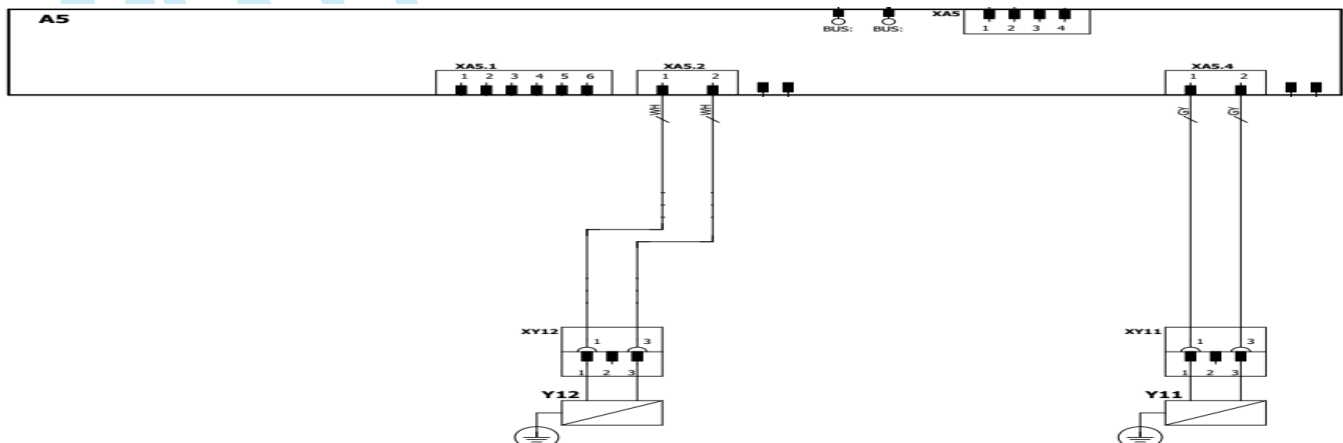 A5
BUS: BUS:
XA5
1 2 3 4
XA5.1
1 2 3 4 5 6
XA5.2
1 2
XA5.4
1 2
WH WH
GY GY
XY12
1 3
1 2 3
Y12
XY11
1 3
1 2 3
Y11